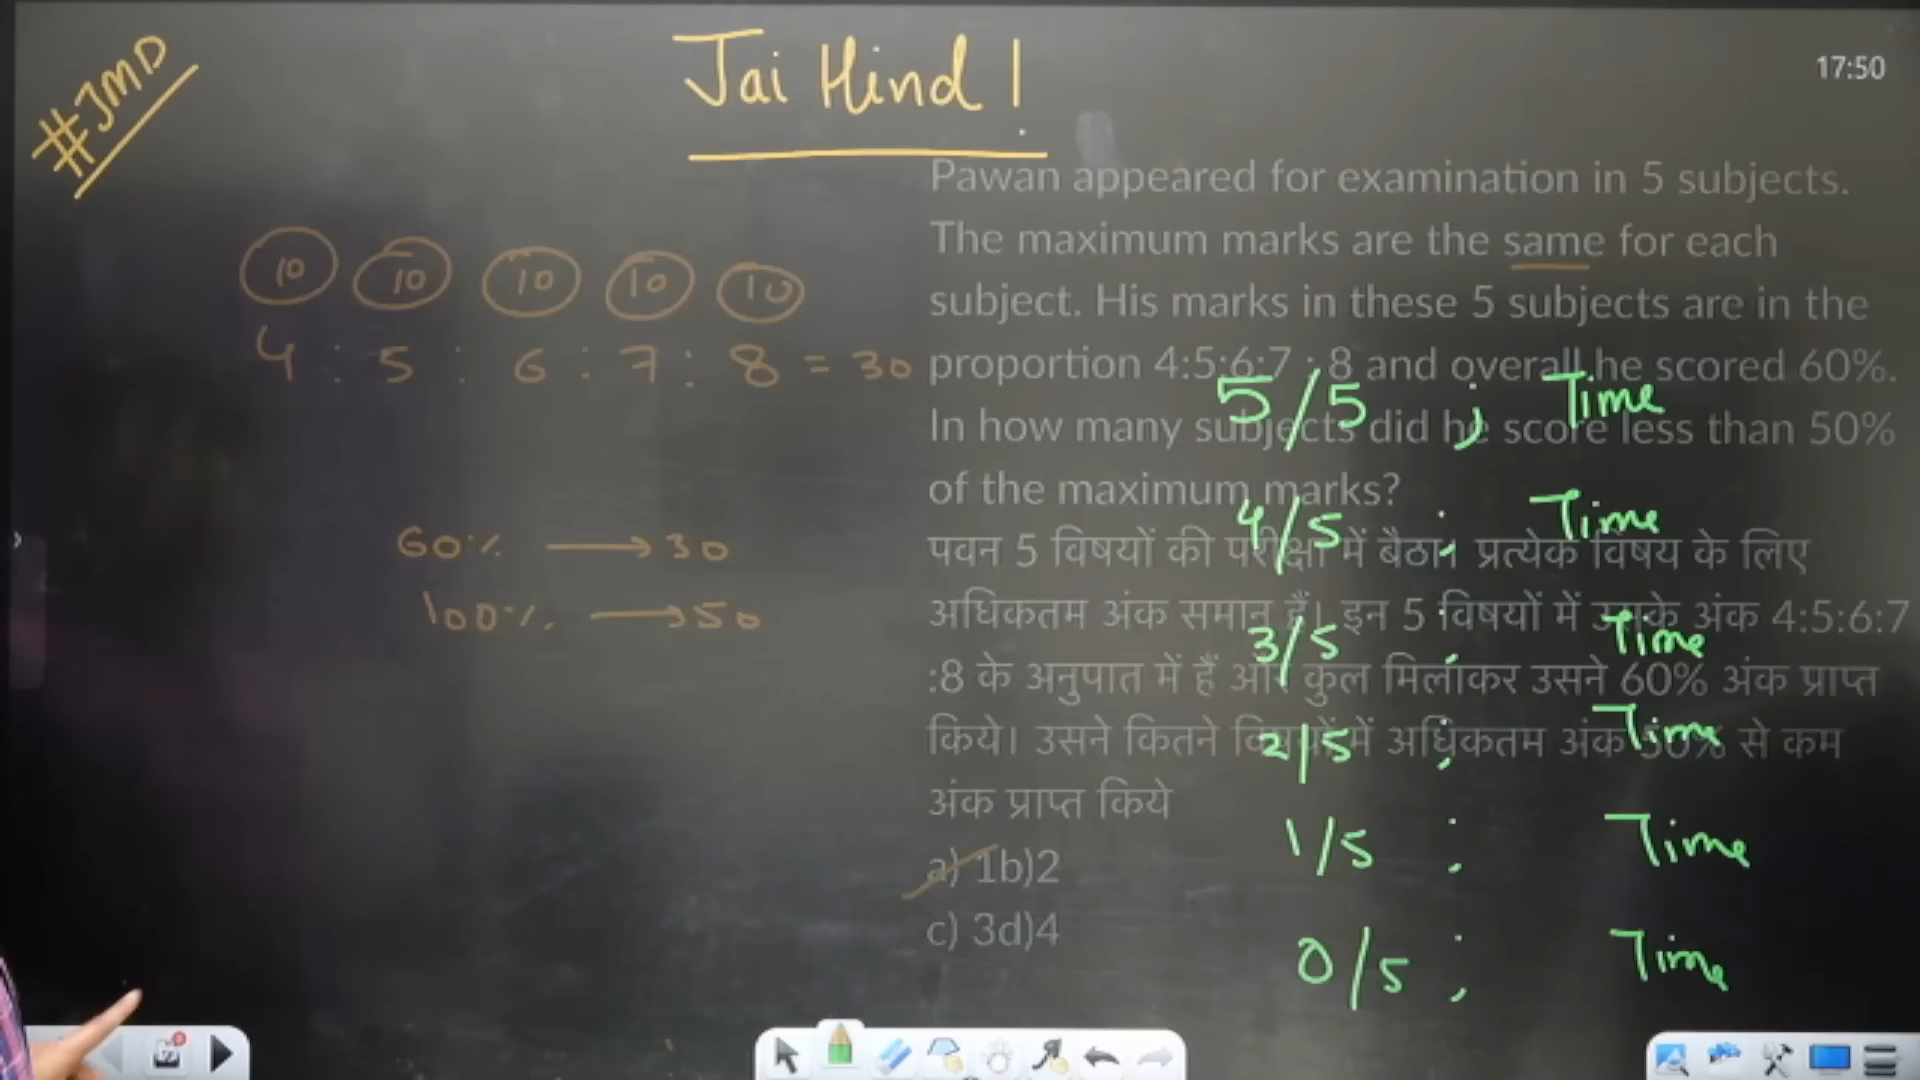 #JMD
Jai Hind !
17:50
Pawan appeared for examination in 5 subjects.
The maximum marks are the same for each
subject. His marks in these 5 subjects are in the
proportion 4:5:6:7 : 8 and overall he scored 60%.
In how many subjects did he score less than 50%
of the maximum marks?
पवन 5 विषयों की परीक्षा में बैठा। प्रत्येक विषय के लिए
अधिकतम अंक समान हैं। इन 5 विषयों में उसके अंक 4:5:6:7
:8 के अनुपात में हैं और कुल मिलाकर उसने 60% अंक प्राप्त
किये। उसने कितने विषयों में अधिकतम अंक 50% से कम
अंक प्राप्त किये
a) 1b)2
c) 3d)4
10 10 10 10 10
4 : 5 : 6 : 7 : 8 = 30
60% → 30
100% → 50
5/5 ; Time
4/5 ; Time
3/5 ; Time
2/5 ; Time
1/5 ; Time
0/5 ; Time